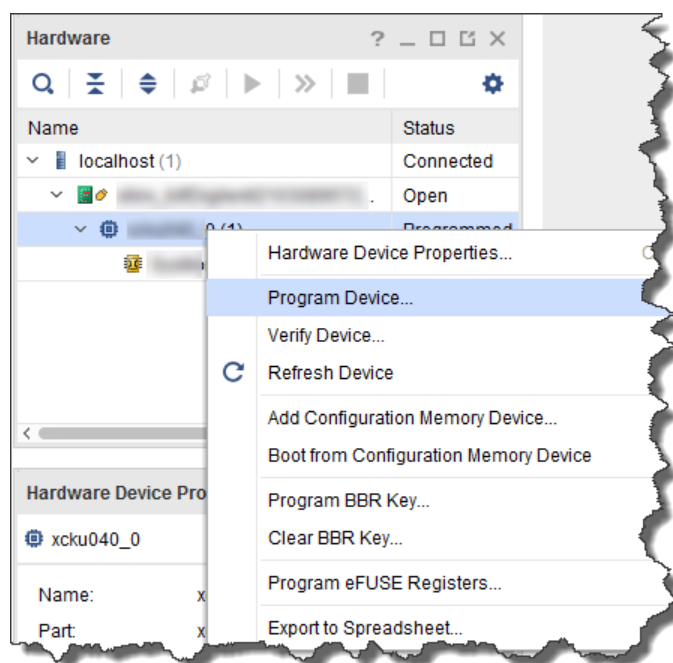 Hardware
?
Name Status
localhost (1) Connected
Open
(1) Programmed
Hardware Device Properties...
Program Device...
Verify Device...
Refresh Device
Add Configuration Memory Device...
Boot from Configuration Memory Device
Program BBR Key...
Clear BBR Key...
Program eFUSE Registers...
Export to Spreadsheet...
Hardware Device Pro
xcku040_0
Name: x
Part: x